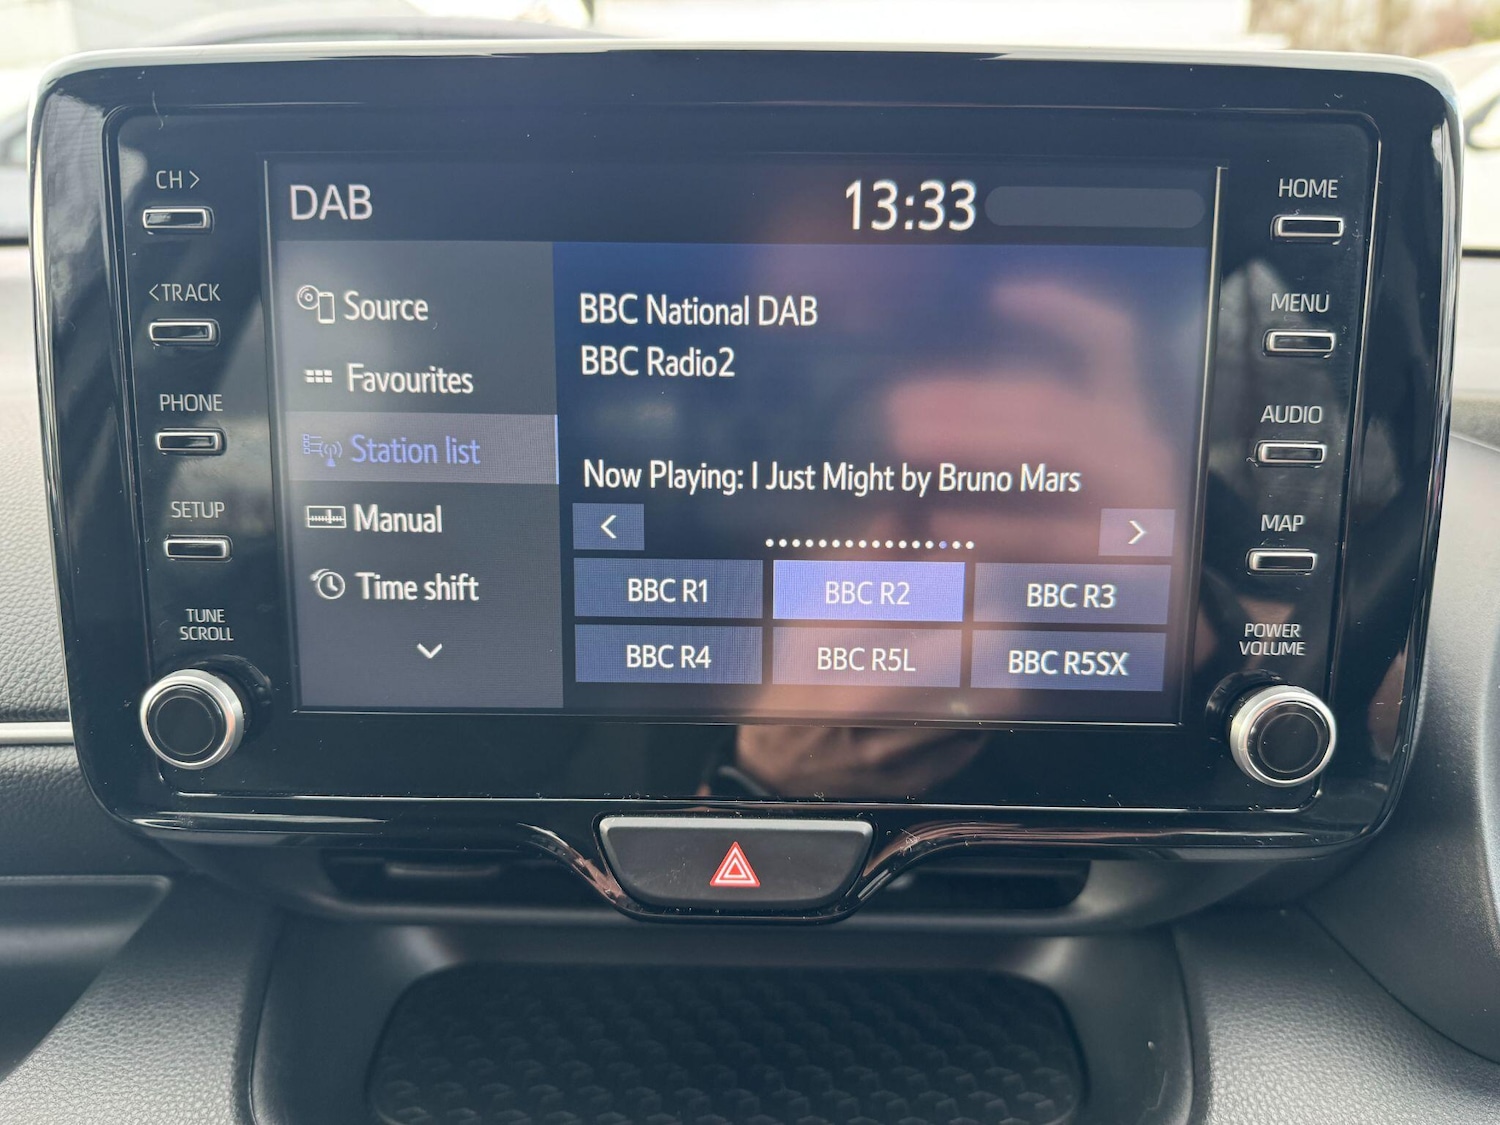 CH >
DAB
13:33
HOME
<TRACK
Source
BBC National DAB
MENU
Favourites
BBC Radio2
PHONE
AUDIO
Station list
Now Playing: I Just Might by Bruno Mars
SETUP
Manual
< >
MAP
Time shift
BBC R1 BBC R2 BBC R3
TUNE
SCROLL
BBC R4 BBC R5L BBC R5SX
POWER
VOLUME